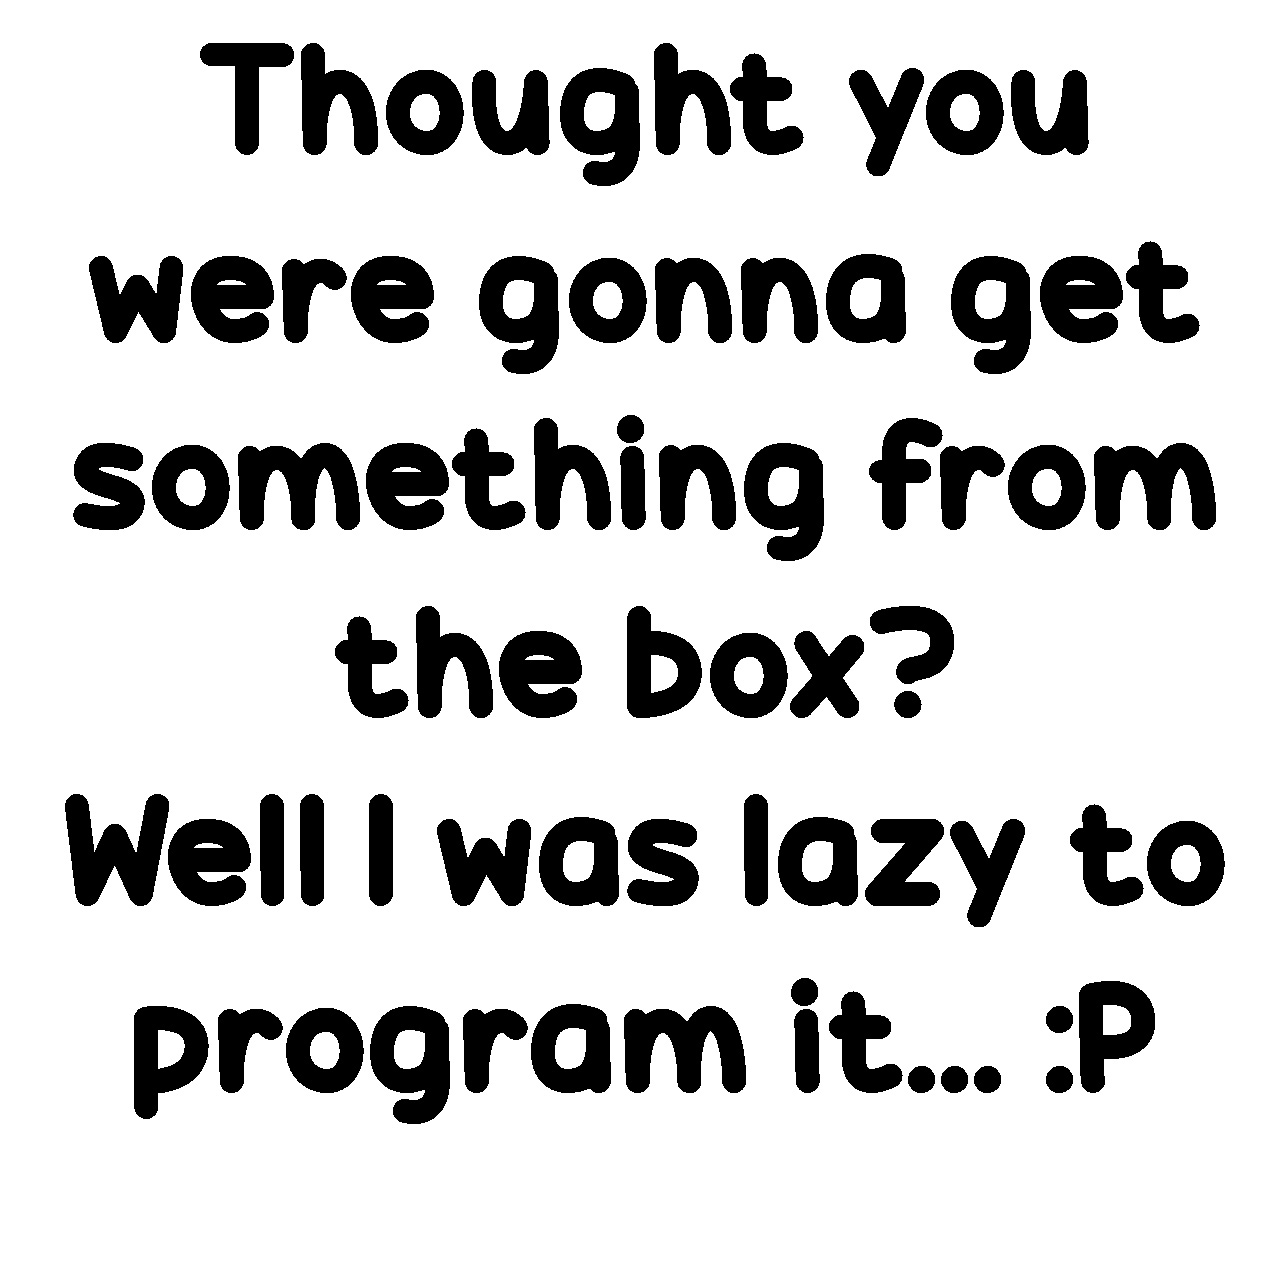 Thought you
were gonna get
something from
the box?
Well I was lazy to
program it... :P